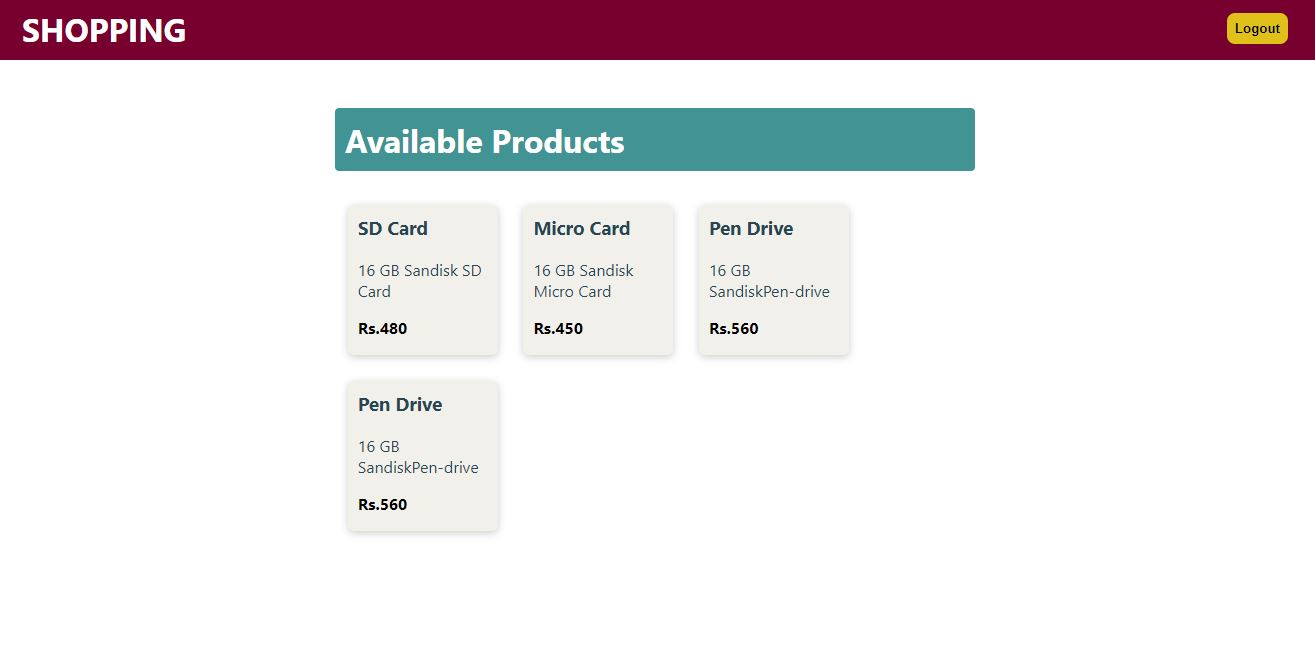 SHOPPING
Logout
Available Products
SD Card
16 GB Sandisk SD
Card
Rs.480
Micro Card
16 GB Sandisk
Micro Card
Rs.450
Pen Drive
16 GB
SandiskPen-drive
Rs.560
Pen Drive
16 GB
SandiskPen-drive
Rs.560